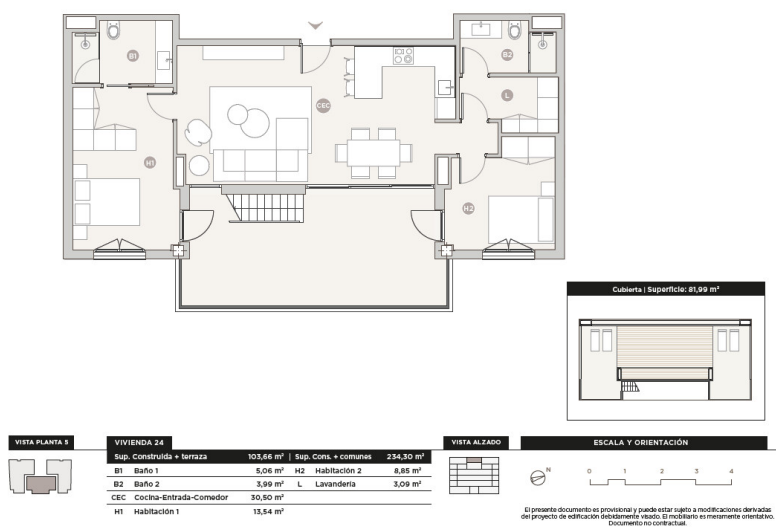 B1
B2
CEC
L
H1
H2
Cubierta | Superficie: 81,99 m²
VISTA PLANTA 5
VIVIENDA 24
Sup. Construida + terraza 103,66 m² | Sup. Cons. + comunes 234,30 m²
B1 Baño 1 5,06 m² H2 Habitación 2 8,85 m²
B2 Baño 2 3,99 m² L Lavandería 3,09 m²
CEC Cocina-Entrada-Comedor 30,50 m²
H1 Habitación 1 13,54 m²
VISTA ALZADO
ESCALA Y ORIENTACIÓN
N
0 1 2 3 4
El presente documento es provisional y puede estar sujeto a modificaciones derivadas
del proyecto de edificación debidamente visado. El mobiliario es meramente orientativo.
Documento no contractual.